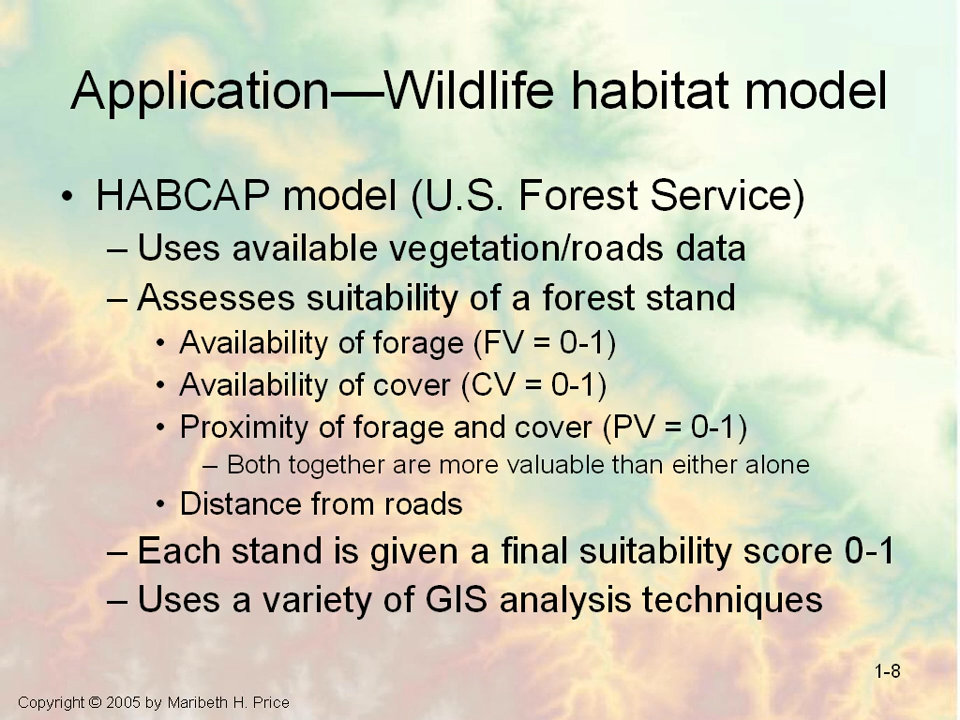 Application—Wildlife habitat model
• HABCAP model (U.S. Forest Service)
– Uses available vegetation/roads data
– Assesses suitability of a forest stand
• Availability of forage (FV = 0-1)
• Availability of cover (CV = 0-1)
• Proximity of forage and cover (PV = 0-1)
– Both together are more valuable than either alone
• Distance from roads
– Each stand is given a final suitability score 0-1
– Uses a variety of GIS analysis techniques
1-8
Copyright © 2005 by Maribeth H. Price